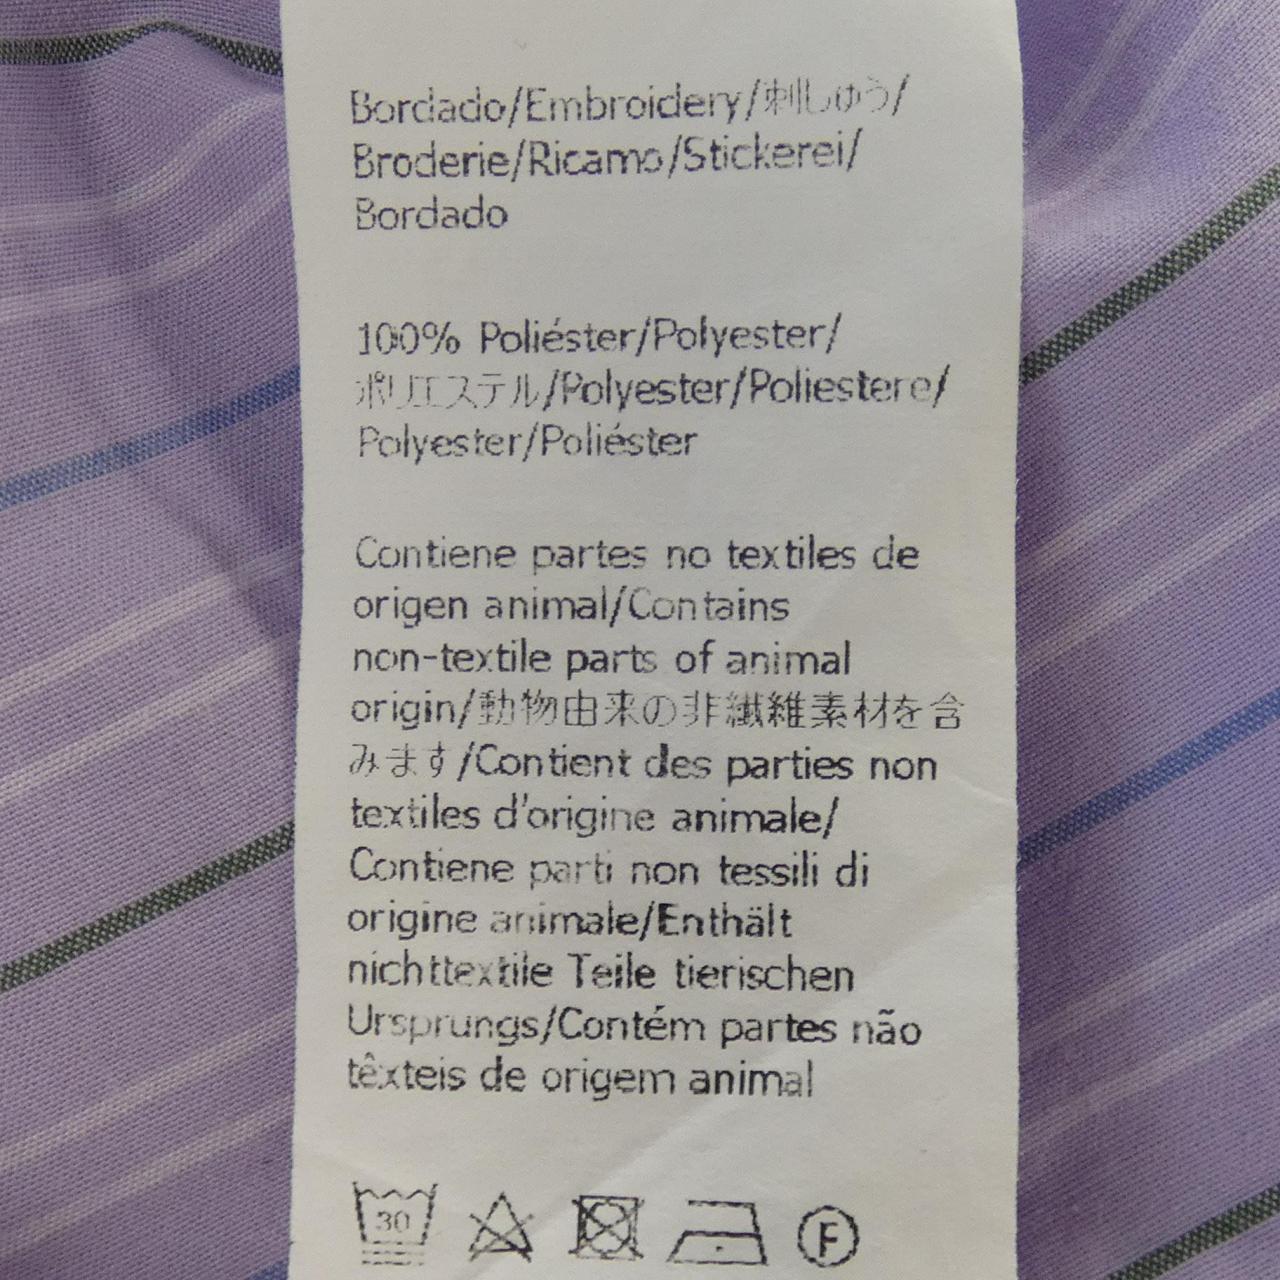 Bordado/Embroidery/刺しゅう/
Broderie/Ricamo/Stickerei/
Bordado
100% Poliéster/Polyester/
ポリエステル/Polyester/Poliestere/
Polyester/Poliéster
Contiene partes no textiles de
origen animal/Contains
non-textile parts of animal
origin/動物由来の非繊維素材を含
みます/Contient des parties non
textiles d'origine animale/
Contiene parti non tessili di
origine animale/Enthält
nichttextile Teile tierischen
Ursprungs/Contém partes não
têxteis de origem animal
30 F